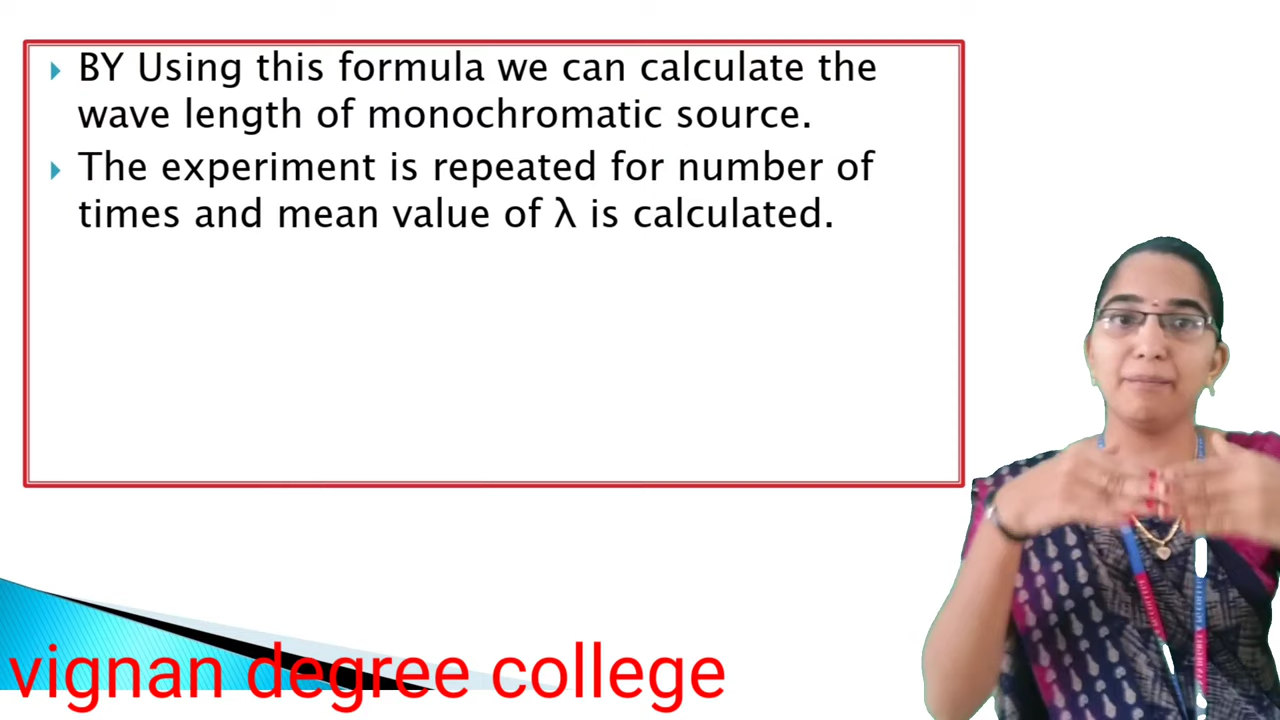 BY Using this formula we can calculate the
wave length of monochromatic source.
The experiment is repeated for number of
times and mean value of λ is calculated.
vignan degree college